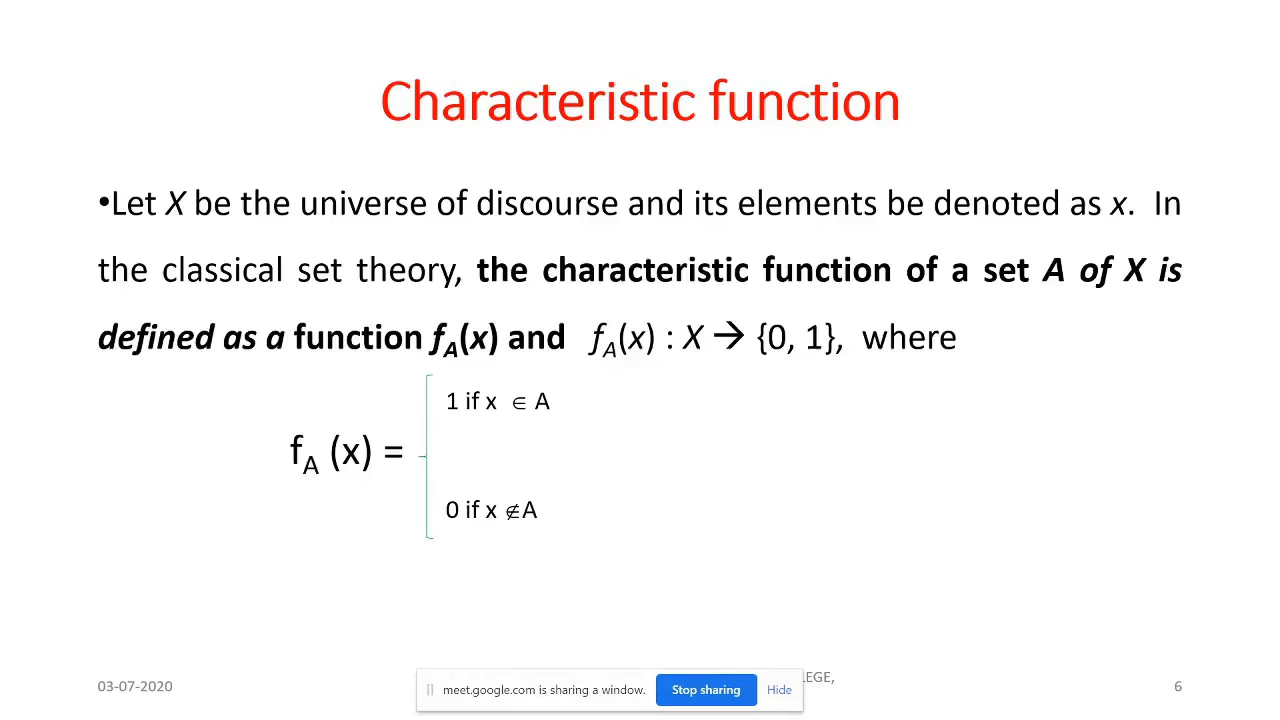 Characteristic function
•Let X be the universe of discourse and its elements be denoted as x. In
the classical set theory, the characteristic function of a set A of X is
defined as a function fA(x) and fA(x) : X → {0, 1}, where
1 if x ∈ A
fA (x) =
0 if x ∉A
03-07-2020
LEGE,
meet.google.com is sharing a window. Stop sharing Hide
6